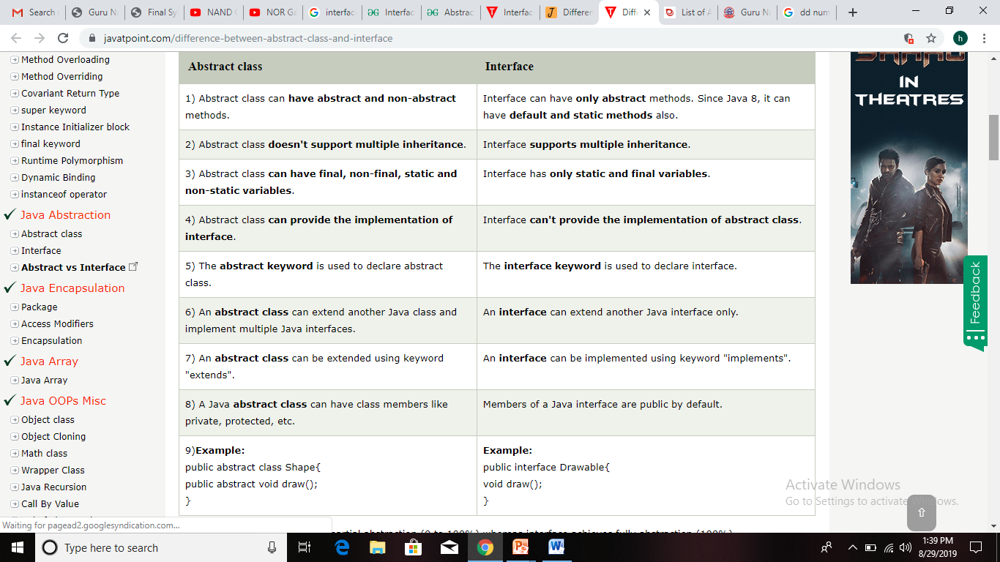 Search
Guru Na
Final Sy
NAND
NOR Ga
interfac
Interfac
Abstrac
Interfac
Differen
Diff
List of A
Guru Na
dd num
javatpoint.com/difference-between-abstract-class-and-interface
h
Method Overloading
Method Overriding
Covariant Return Type
super keyword
Instance Initializer block
final keyword
Runtime Polymorphism
Dynamic Binding
instanceof operator
Java Abstraction
Abstract class
Interface
Abstract vs Interface
Java Encapsulation
Package
Access Modifiers
Encapsulation
Java Array
Java Array
Java OOPs Misc
Object class
Object Cloning
Math class
Wrapper Class
Java Recursion
Call By Value
Waiting for pagead2.googlesyndication.com...
Abstract class
Interface
1) Abstract class can have abstract and non-abstract
methods.
Interface can have only abstract methods. Since Java 8, it can
have default and static methods also.
2) Abstract class doesn't support multiple inheritance.
Interface supports multiple inheritance.
3) Abstract class can have final, non-final, static and
non-static variables.
Interface has only static and final variables.
4) Abstract class can provide the implementation of
interface.
Interface can't provide the implementation of abstract class.
5) The abstract keyword is used to declare abstract
class.
The interface keyword is used to declare interface.
6) An abstract class can extend another Java class and
implement multiple Java interfaces.
An interface can extend another Java interface only.
7) An abstract class can be extended using keyword
"extends".
An interface can be implemented using keyword "implements".
8) A Java abstract class can have class members like
private, protected, etc.
Members of a Java interface are public by default.
9)Example:
public abstract class Shape{
public abstract void draw();
}
Example:
public interface Drawable{
void draw();
}
IN
THEATRES
Feedback
Activate Windows
Go to Settings to activate Windows.
Type here to search
1:39 PM
8/29/2019